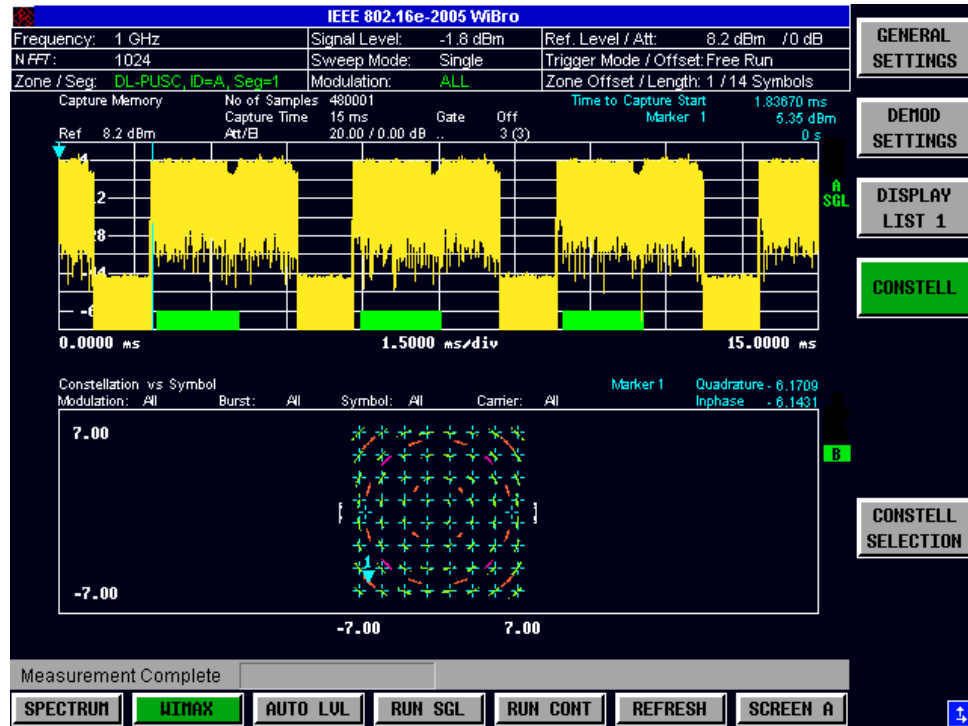 IEEE 802.16e-2005 WiBro
Frequency: 1 GHz Signal Level: -1.8 dBm Ref. Level / Att: 8.2 dBm / 0 dB
N FFT: 1024 Sweep Mode: Single Trigger Mode / Offset: Free Run
Zone / Seg: DL-PUSC, ID=A, Seg=1 Modulation: ALL Zone Offset / Length: 1 / 14 Symbols
Capture Memory No of Samples 480001 Time to Capture Start 1.83670 ms
Capture Time 15 ms Gate Off Marker 1 5.35 dBm
Ref 8.2 dBm Att/El 20.00 / 0.00 dB .. 3 (3) 0 s
A
SGL
0.0000 ms 1.5000 ms/div 15.0000 ms
Constellation vs Symbol Marker 1 Quadrature - 6.1709
Modulation: All Burst: All Symbol: All Carrier: All Inphase - 6.1431
7.00
B
1
-7.00
-7.00 7.00
Measurement Complete
SPECTRUM WIMAX AUTO LVL RUN SGL RUN CONT REFRESH SCREEN A
GENERAL
SETTINGS
DEMOD
SETTINGS
DISPLAY
LIST 1
CONSTELL
CONSTELL
SELECTION